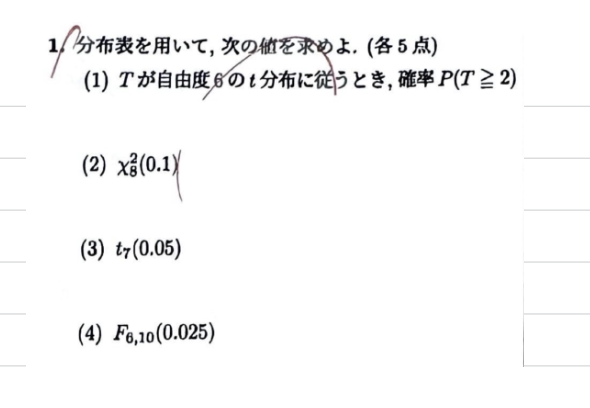 1. 分布表を用いて, 次の値を求めよ. (各 5 点)
(1) T が自由度 6 の t 分布に従うとき, 確率 P(T ≧ 2)
(2) χ²₈(0.1)
(3) t₇(0.05)
(4) F₆,₁₀(0.025)